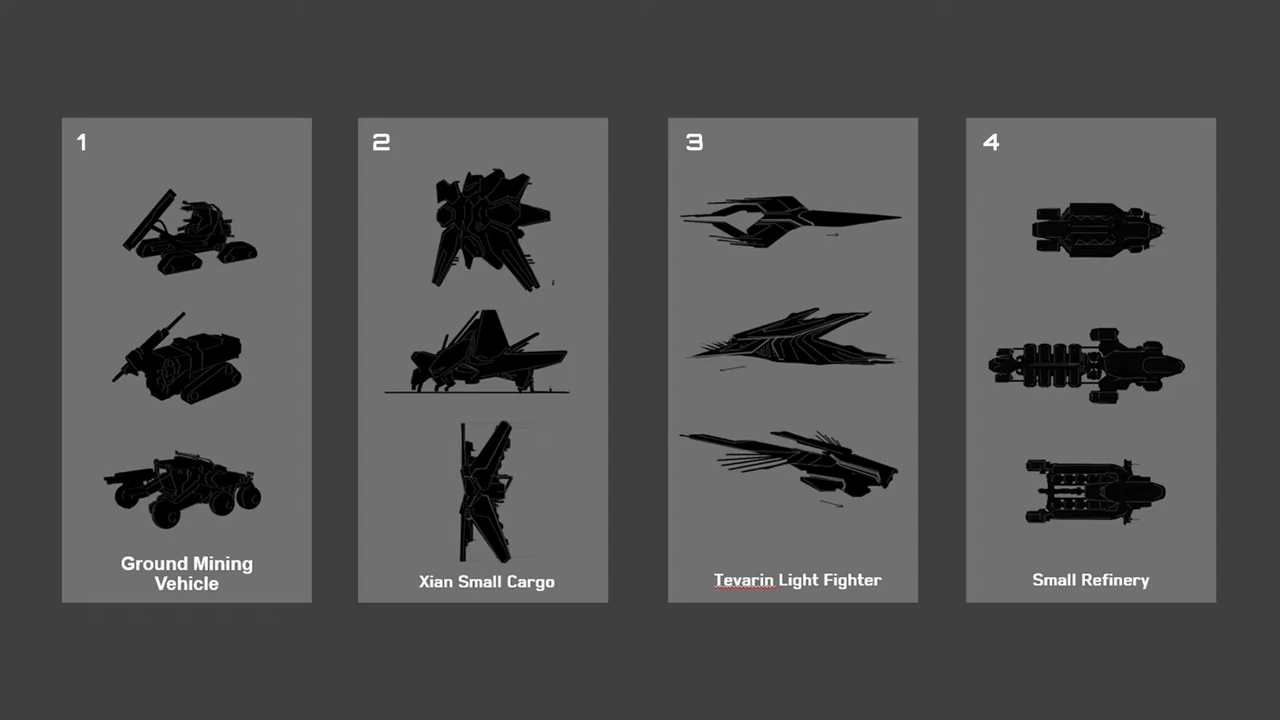 1
2
3
4
Ground Mining
Vehicle
Xian Small Cargo
Tevarin Light Fighter
Small Refinery